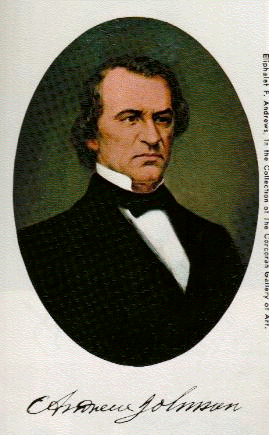 Eliphalet F. Andrews, in the Collection of The Corcoran Gallery of Art.
Andrew Johnson